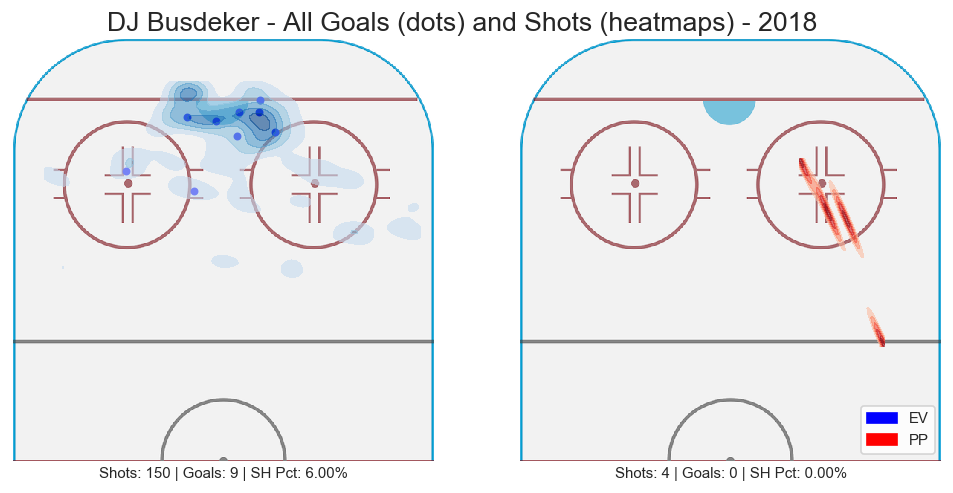 DJ Busdeker - All Goals (dots) and Shots (heatmaps) - 2018
EV
PP
Shots: 150 | Goals: 9 | SH Pct: 6.00%
Shots: 4 | Goals: 0 | SH Pct: 0.00%